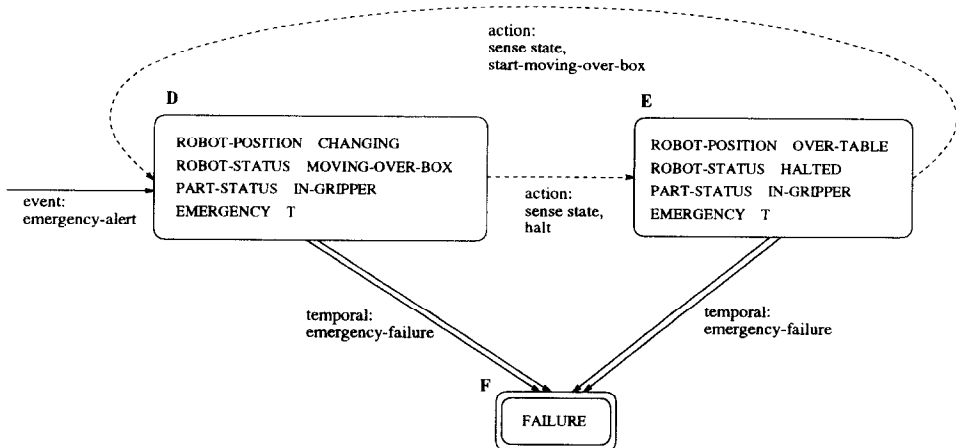 action:
sense state,
start-moving-over-box
D
E
ROBOT-POSITION CHANGING
ROBOT-STATUS MOVING-OVER-BOX
PART-STATUS IN-GRIPPER
EMERGENCY T
ROBOT-POSITION OVER-TABLE
ROBOT-STATUS HALTED
PART-STATUS IN-GRIPPER
EMERGENCY T
event:
emergency-alert
action:
sense state,
halt
temporal:
emergency-failure
temporal:
emergency-failure
F
FAILURE